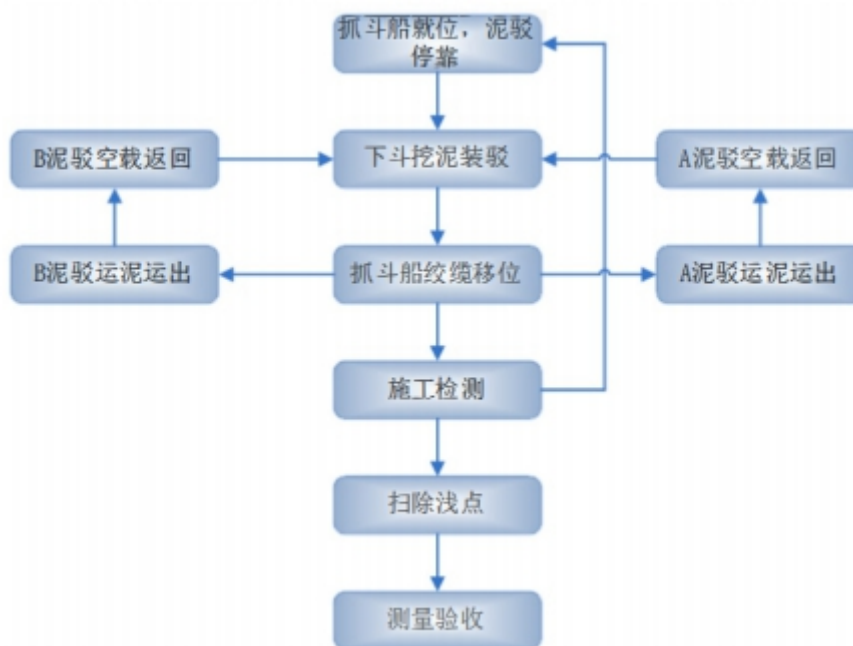 抓斗船就位，泥驳
停靠
B泥驳空载返回
下斗挖泥装驳
A泥驳空载返回
B泥驳运泥运出
抓斗船绞缆移位
A泥驳运泥运出
施工检测
扫除浅点
测量验收